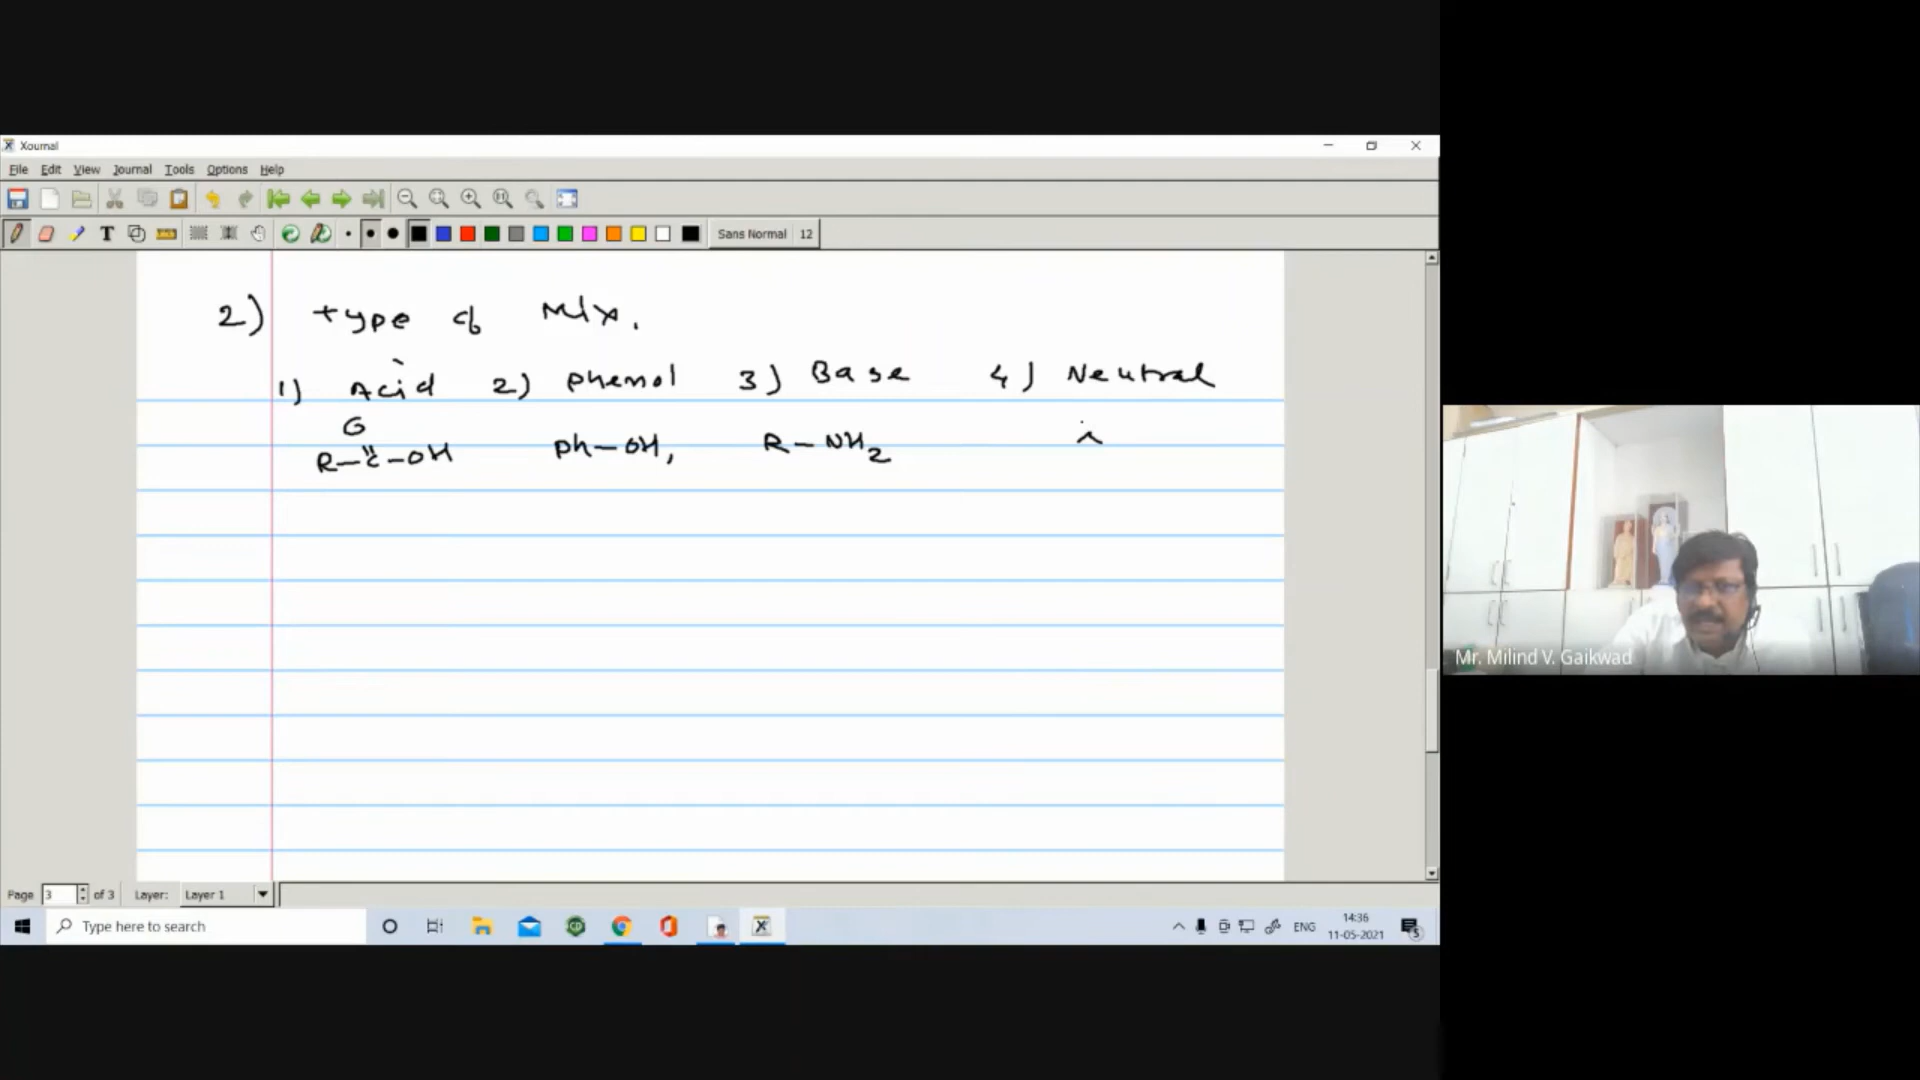 Xournal
File Edit View Journal Tools Options Help
Sans Normal 12
2) type of Mix.
1) Acid 2) phenol 3) Base 4) Neutral
O
R-C-OH Ph-OH, R-NH2
Mr. Milind V. Gaikwad
Page 3 of 3 Layer: Layer 1
Type here to search
ENG
14:36
11-05-2021
5